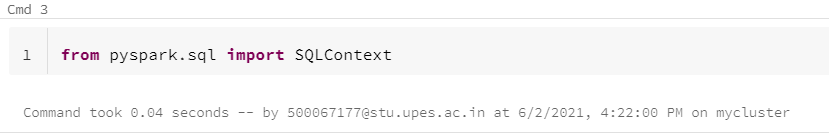 Cmd 3
1 from pyspark.sql import SQLContext
Command took 0.04 seconds -- by 500067177@stu.upes.ac.in at 6/2/2021, 4:22:00 PM on mycluster